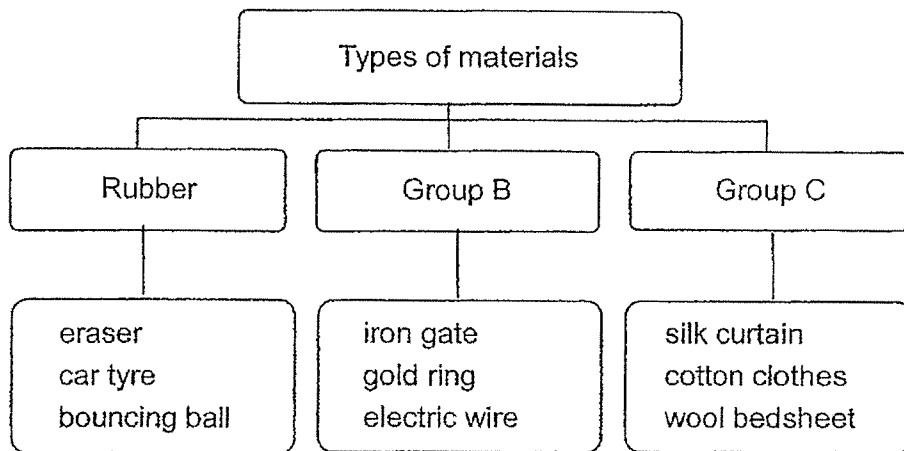 Types of materials
Rubber
Group B
Group C
eraser
car tyre
bouncing ball
iron gate
gold ring
electric wire
silk curtain
cotton clothes
wool bedsheet